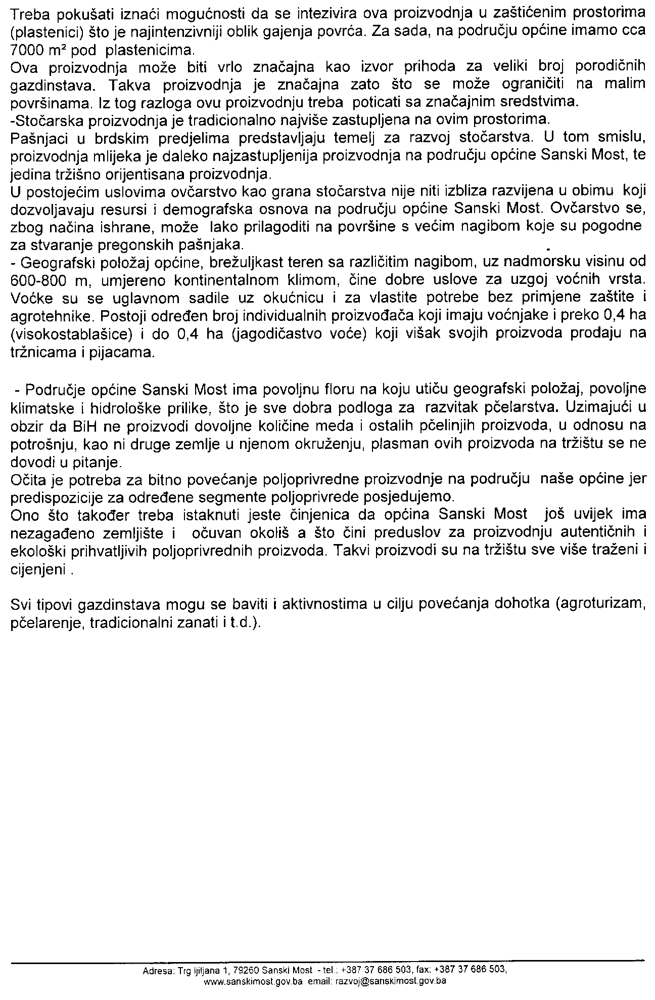 Treba pokušati iznaći mogućnosti da se intezivira ova proizvodnja u zaštićenim prostorima
(plastenici) što je najintenzivniji oblik gajenja povrća. Za sada, na području općine imamo cca
7000 m² pod plastenicima.
Ova proizvodnja može biti vrlo značajna kao izvor prihoda za veliki broj porodičnih
gazdinstava. Takva proizvodnja je značajna zato što se može ograničiti na malim
površinama. Iz tog razloga ovu proizvodnju treba poticati sa značajnim sredstvima.
-Stočarska proizvodnja je tradicionalno najviše zastupljena na ovim prostorima.
Pašnjaci u brdskim predjelima predstavljaju temelj za razvoj stočarstva. U tom smislu,
proizvodnja mlijeka je daleko najzastupljenija proizvodnja na području općine Sanski Most, te
jedina tržišno orijentisana proizvodnja.
U postojećim uslovima ovčarstvo kao grana stočarstva nije niti izbliza razvijena u obimu koji
dozvoljavaju resursi i demografska osnova na području općine Sanski Most. Ovčarstvo se,
zbog načina ishrane, može lako prilagoditi na površine s većim nagibom koje su pogodne
za stvaranje pregonskih pašnjaka.
- Geografski položaj općine, brežuljkast teren sa različitim nagibom, uz nadmorsku visinu od
600-800 m, umjereno kontinentalnom klimom, čine dobre uslove za uzgoj voćnih vrsta.
Voćke su se uglavnom sadile uz okućnicu i za vlastite potrebe bez primjene zaštite i
agrotehnike. Postoji određen broj individualnih proizvođača koji imaju voćnjake i preko 0,4 ha
(visokostablašice) i do 0,4 ha (jagodičastvo voće) koji višak svojih proizvoda prodaju na
tržnicama i pijacama.
- Područje općine Sanski Most ima povoljnu floru na koju utiču geografski položaj, povoljne
klimatske i hidrološke prilike, što je sve dobra podloga za razvitak pčelarstva. Uzimajući u
obzir da BiH ne proizvodi dovoljne količine meda i ostalih pčelinjih proizvoda, u odnosu na
potrošnju, kao ni druge zemlje u njenom okruženju, plasman ovih proizvoda na tržištu se ne
dovodi u pitanje.
Očita je potreba za bitno povećanje poljoprivredne proizvodnje na području naše općine jer
predispozicije za određene segmente poljoprivrede posjedujemo.
Ono što također treba istaknuti jeste činjenica da općina Sanski Most još uvijek ima
nezagađeno zemljište i očuvan okoliš a što čini preduslov za proizvodnju autentičnih i
ekološki prihvatljivih poljoprivrednih proizvoda. Takvi proizvodi su na tržištu sve više traženi i
cijenjeni .
Svi tipovi gazdinstava mogu se baviti i aktivnostima u cilju povećanja dohotka (agroturizam,
pčelarenje, tradicionalni zanati i t.d.).
Adresa: Trg ljiljana 1, 79260 Sanski Most - tel.: +387 37 686 503, fax: +387 37 686 503,
www.sanskimost.gov.ba email: razvoj@sanskimost.gov.ba